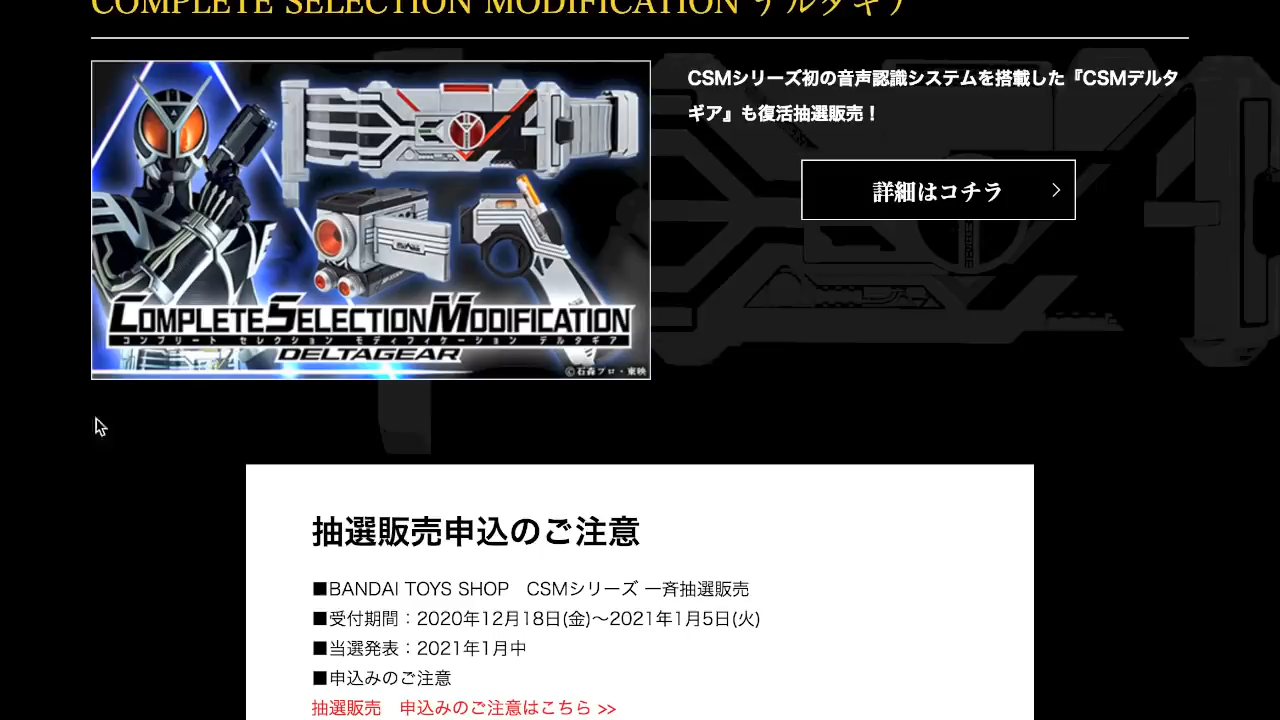 COMPLETE SELECTION MODIFICATION デルタギア
CSMシリーズ初の音声認識システムを搭載した『CSMデルタ
ギア』も復活抽選販売！
詳細はコチラ
COMPLETE SELECTION MODIFICATION
コンプリート セレクション モディフィケーション デルタギア
DELTAGEAR
©石森プロ・東映
抽選販売申込のご注意
■BANDAI TOYS SHOP　CSMシリーズ 一斉抽選販売
■受付期間：2020年12月18日(金)～2021年1月5日(火)
■当選発表：2021年1月中
■申込みのご注意
抽選販売　申込みのご注意はこちら >>